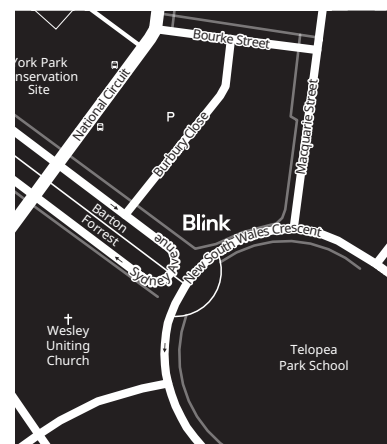 Bourke Street
York Park
Conservation
Site
National Circuit
P
Burbury Close
Macquarie Street
Barton
Forrest
Sydney Avenue
Blink
New South Wales Crescent
Wesley
Uniting
Church
Telopea
Park School